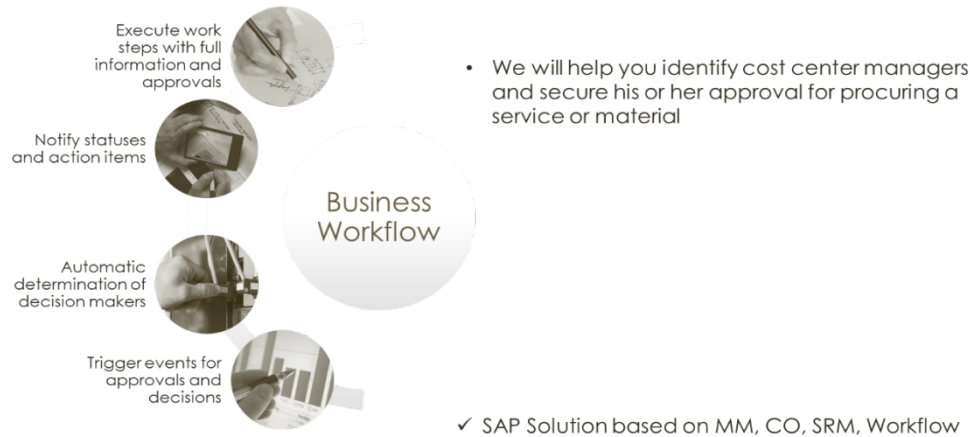 Execute work
steps with full
information and
approvals
Notify statuses
and action items
Automatic
determination of
decision makers
Trigger events for
approvals and
decisions
Business
Workflow
• We will help you identify cost center managers
and secure his or her approval for procuring a
service or material
✓ SAP Solution based on MM, CO, SRM, Workflow